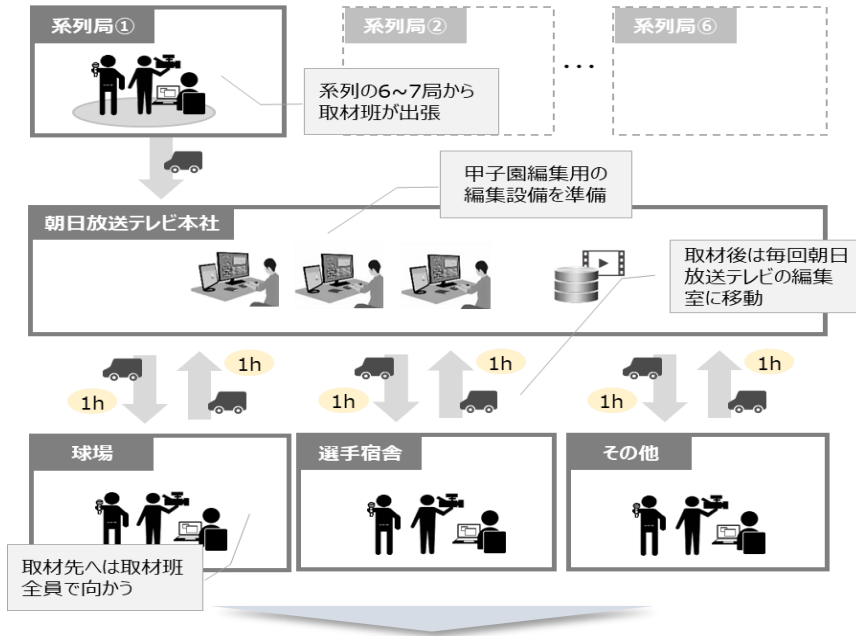 系列局①
系列局②
系列局⑥
…
系列の6~7局から
取材班が出張
甲子園編集用の
編集設備を準備
朝日放送テレビ本社
取材後は毎回朝日
放送テレビの編集
室に移動
1h
1h
1h
1h
1h
1h
球場
選手宿舎
その他
取材先へは取材班
全員で向かう